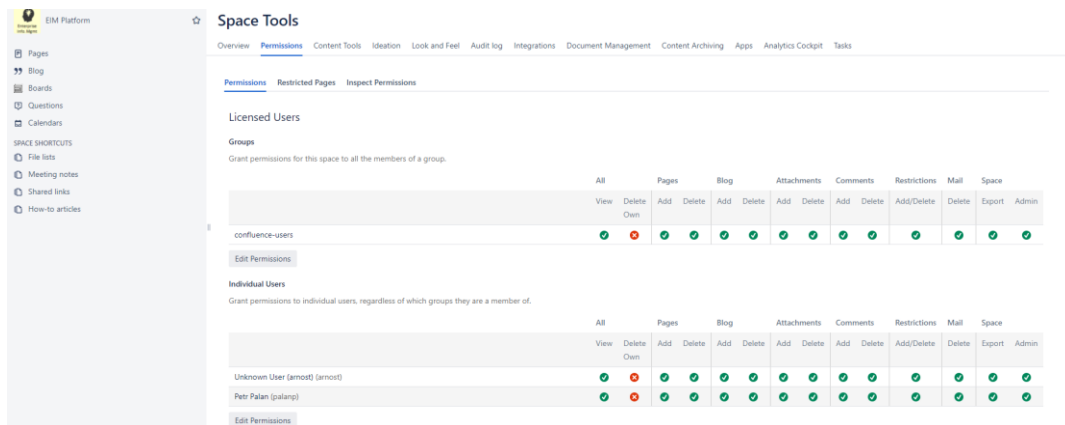 Enterprise
Info Mgmt
EIM Platform
Pages
Blog
Boards
Questions
Calendars
SPACE SHORTCUTS
File lists
Meeting notes
Shared links
How-to articles
Space Tools
Overview Permissions Content Tools Ideation Look and Feel Audit log Integrations Document Management Content Archiving Apps Analytics Cockpit Tasks
Permissions Restricted Pages Inspect Permissions
Licensed Users
Groups
Grant permissions for this space to all the members of a group.
All Pages Blog Attachments Comments Restrictions Mail Space
View Delete Own Add Delete Add Delete Add Delete Add Delete Add/Delete Delete Export Admin
confluence-users
Edit Permissions
Individual Users
Grant permissions to individual users, regardless of which groups they are a member of.
All Pages Blog Attachments Comments Restrictions Mail Space
View Delete Own Add Delete Add Delete Add Delete Add Delete Add/Delete Delete Export Admin
Unknown User (arnost) (arnost)
Petr Palan (palanp)
Edit Permissions